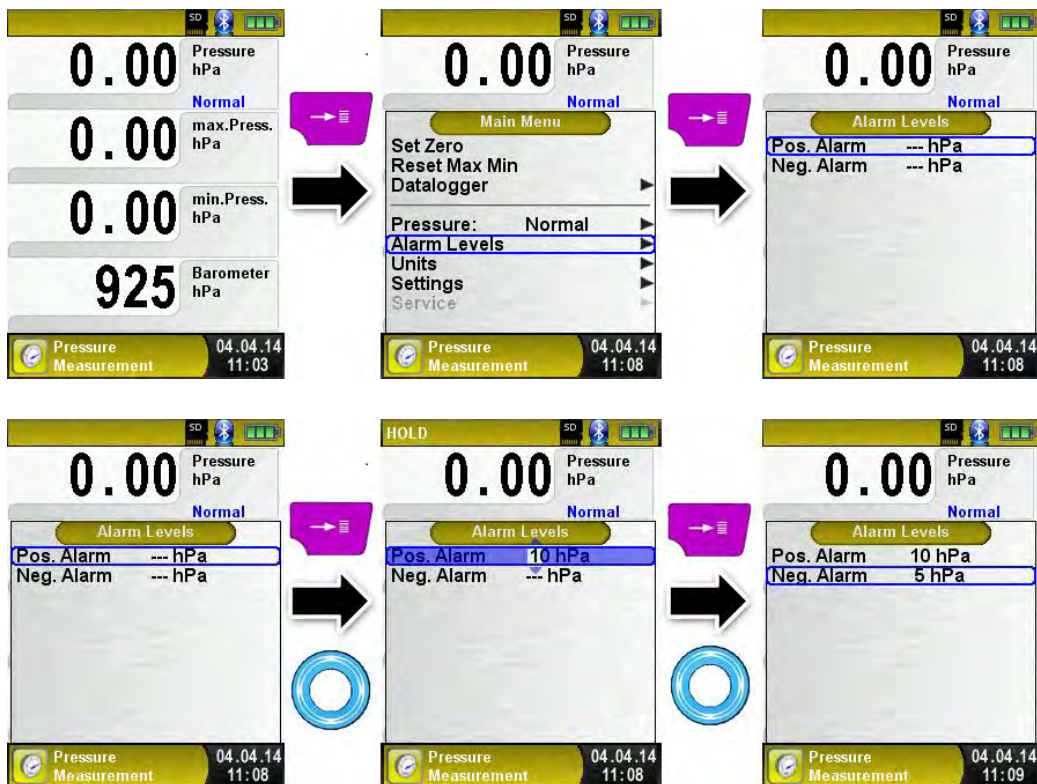 SD
0.00 Pressure
hPa
Normal
0.00 max.Press.
hPa
0.00 min.Press.
hPa
925 Barometer
hPa
Pressure 04.04.14
Measurement 11:03
SD
0.00 Pressure
hPa
Normal
Main Menu
Set Zero
Reset Max Min
Datalogger
Pressure: Normal
Alarm Levels
Units
Settings
Service
Pressure 04.04.14
Measurement 11:08
SD
0.00 Pressure
hPa
Normal
Alarm Levels
Pos. Alarm --- hPa
Neg. Alarm --- hPa
Pressure 04.04.14
Measurement 11:08
SD
0.00 Pressure
hPa
Normal
Alarm Levels
Pos. Alarm --- hPa
Neg. Alarm --- hPa
Pressure 04.04.14
Measurement 11:08
HOLD SD
0.00 Pressure
hPa
Normal
Alarm Levels
Pos. Alarm 10 hPa
Neg. Alarm --- hPa
Pressure 04.04.14
Measurement 11:08
SD
0.00 Pressure
hPa
Normal
Alarm Levels
Pos. Alarm 10 hPa
Neg. Alarm 5 hPa
Pressure 04.04.14
Measurement 11:09